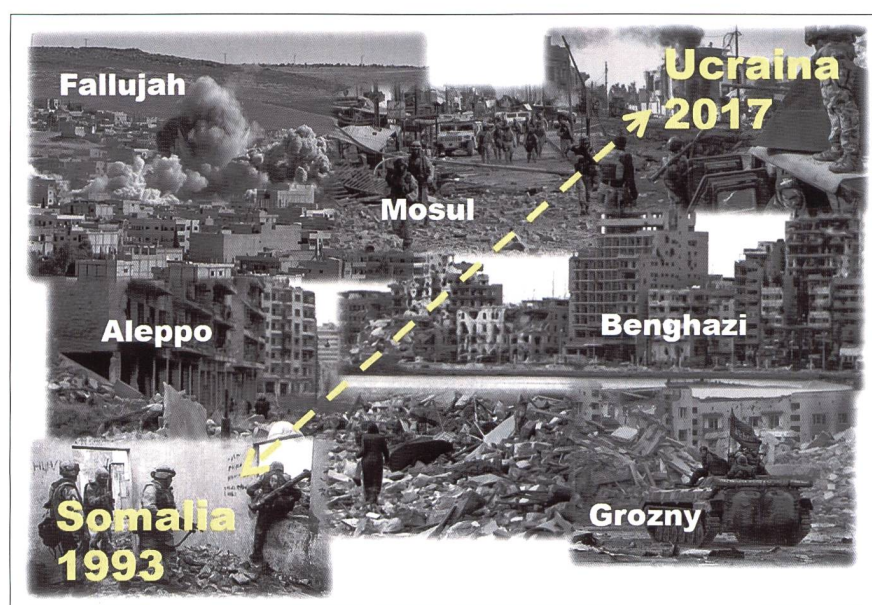 Fallujah
Ucraina
2017
Mosul
Aleppo
Benghazi
Somalia
1993
Grozny